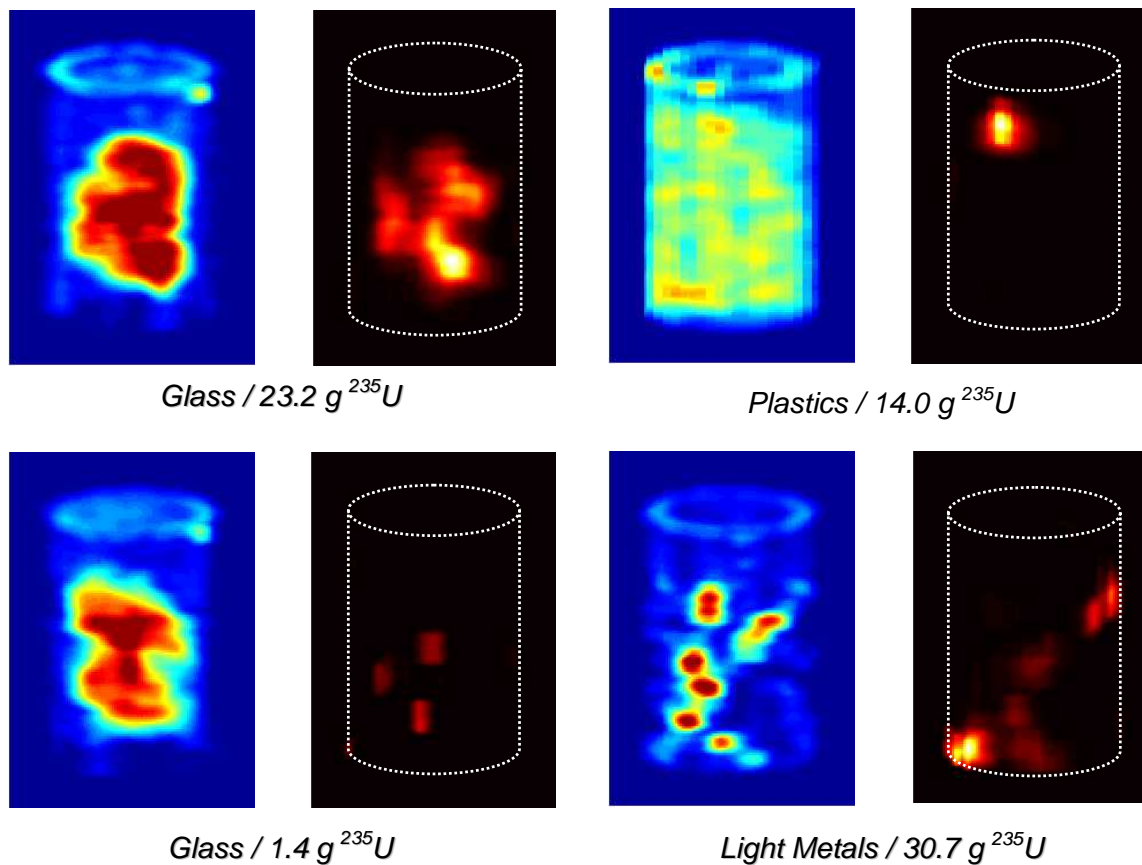 Glass / 23.2 g ²³⁵U
Plastics / 14.0 g ²³⁵U
Glass / 1.4 g ²³⁵U
Light Metals / 30.7 g ²³⁵U